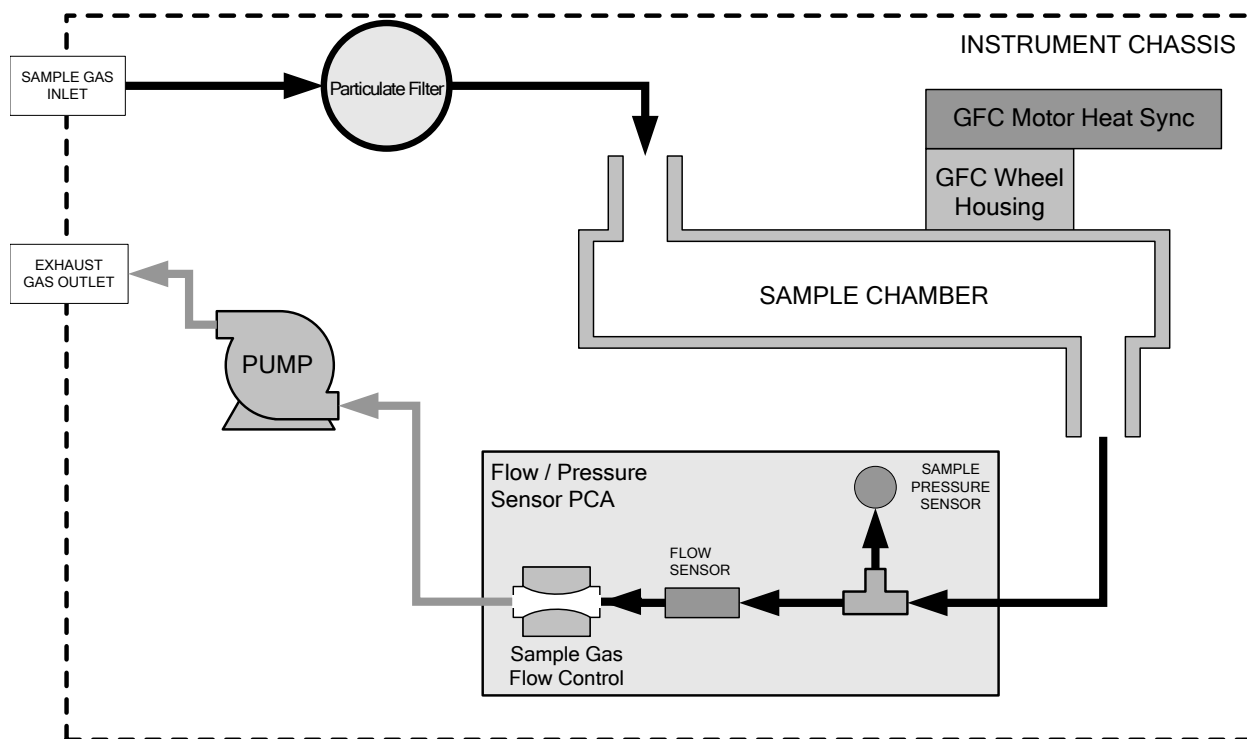 INSTRUMENT CHASSIS
SAMPLE GAS
INLET
Particulate Filter
GFC Motor Heat Sync
GFC Wheel
Housing
EXHAUST
GAS OUTLET
SAMPLE CHAMBER
PUMP
Flow / Pressure
Sensor PCA
SAMPLE
PRESSURE
SENSOR
FLOW
SENSOR
Sample Gas
Flow Control